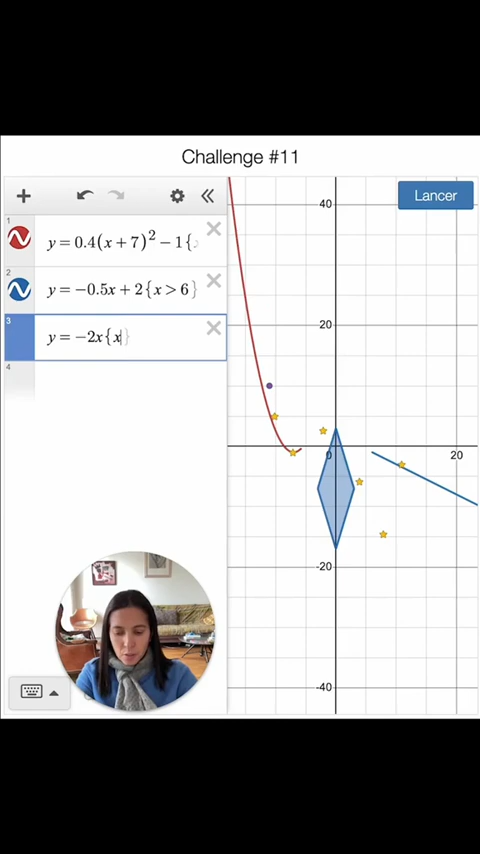 Challenge #11
Lancer
1
y = 0.4(x + 7)² − 1{
2
y = −0.5x + 2{x > 6}
3
y = −2x{x}
4
40
20
0
20
-20
-40